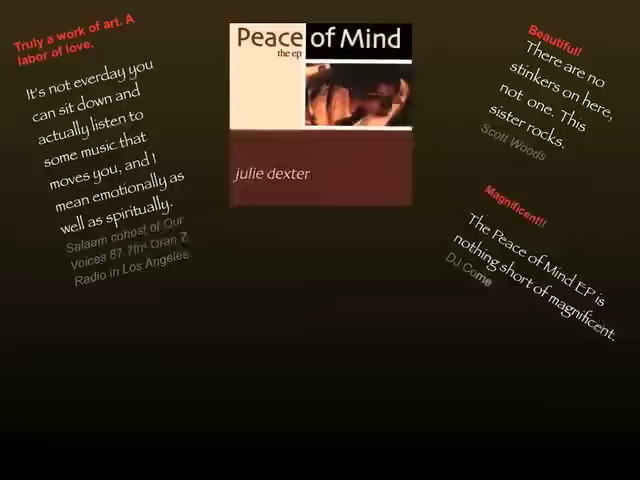 Truly a work of art. A
labor of love.
It's not everday you
can sit down and
actually listen to
some music that
moves you, and I
mean emotionally as
well as spiritually.
Salaam cohost of Our
Radio in Los Angeles
Peace of Mind
the ep
julie dexter
Beautiful!
There are no
stinkers on here,
not one. This
sister rocks.
Scott Woods
Magnificent!!
The Peace of Mind EP is
nothing short of magnificent.
DJ Come